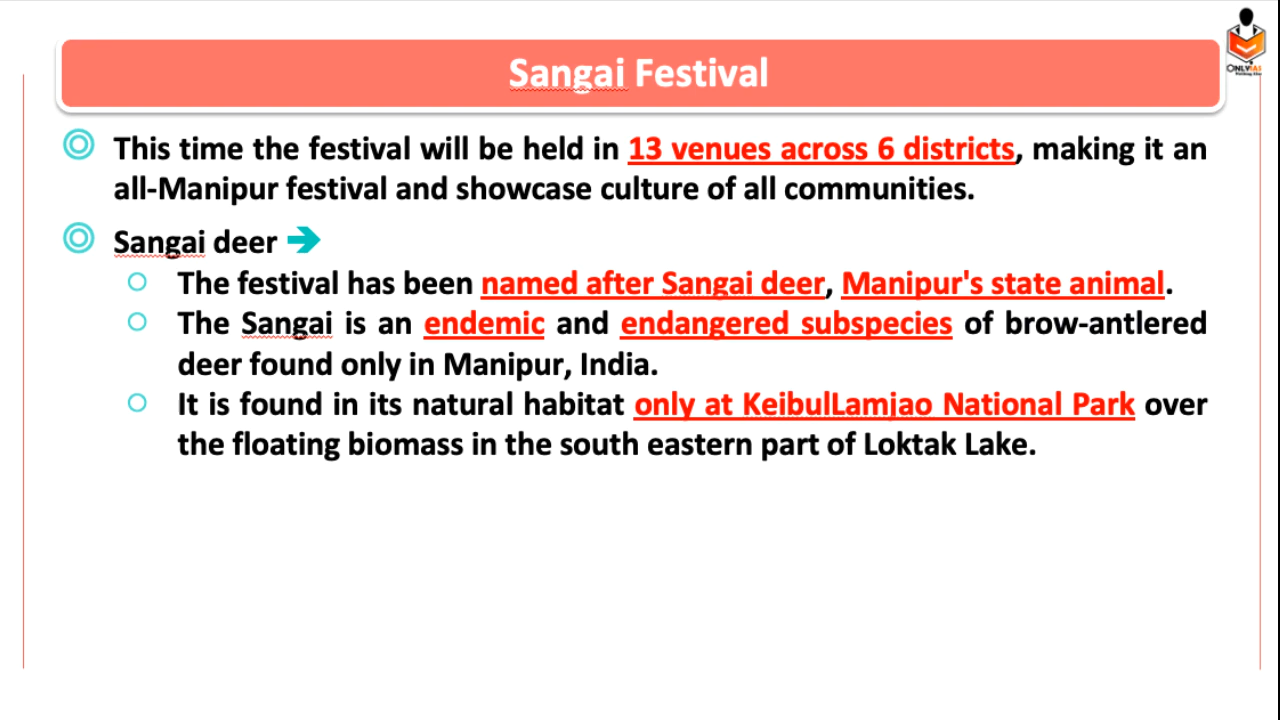 Sangai Festival
ONLYIAS
This time the festival will be held in 13 venues across 6 districts, making it an
all-Manipur festival and showcase culture of all communities.
Sangai deer ➔
The festival has been named after Sangai deer, Manipur's state animal.
The Sangai is an endemic and endangered subspecies of brow-antlered
deer found only in Manipur, India.
It is found in its natural habitat only at KeibulLamjao National Park over
the floating biomass in the south eastern part of Loktak Lake.